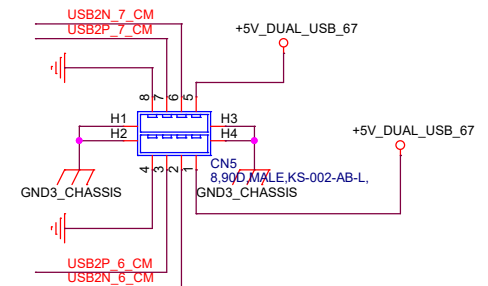 USB2N_7_CM
USB2P_7_CM
+5V_DUAL_USB_67
8 7 6 5
H1 H3
H2 H4
+5V_DUAL_USB_67
4 3 2 1
CN5
8,90D,MALE,KS-002-AB-L,
GND3_CHASSIS GND3_CHASSIS
USB2P_6_CM
USB2N_6_CM